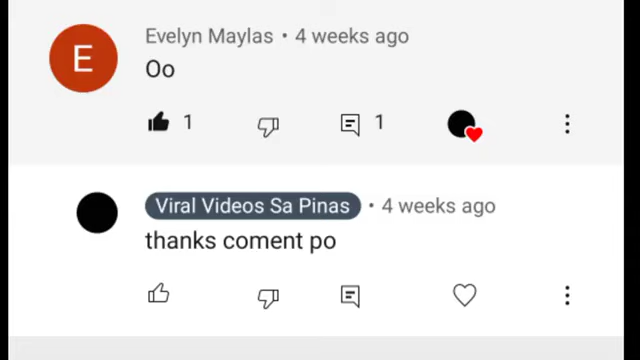 E
Evelyn Maylas • 4 weeks ago
Oo
1 1
Viral Videos Sa Pinas • 4 weeks ago
thanks coment po